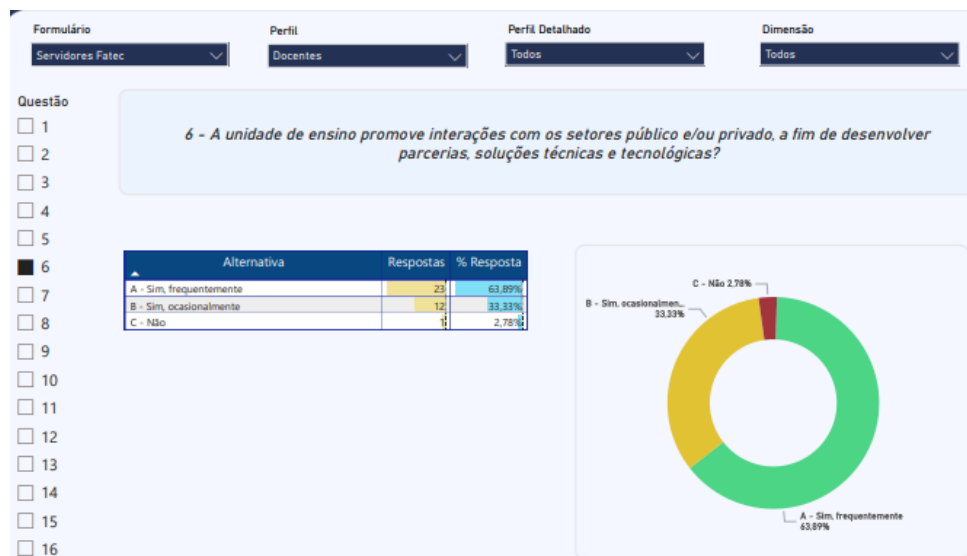 Formulário
Perfil
Perfil Detalhado
Dimensão
Servidores Fatec
Docentes
Todos
Todos
Questão
1
2
3
4
5
6
7
8
9
10
11
12
13
14
15
16
6 - A unidade de ensino promove interações com os setores público e/ou privado, a fim de desenvolver
parcerias, soluções técnicas e tecnológicas?
Alternativa Respostas % Resposta
A - Sim, frequentemente 23 63,89%
B - Sim, ocasionalmente 12 33,33%
C - Não 1 2,78%
C - Não 2,78%
B - Sim, ocasionalmen...
33,33%
A - Sim, frequentemente
63,89%